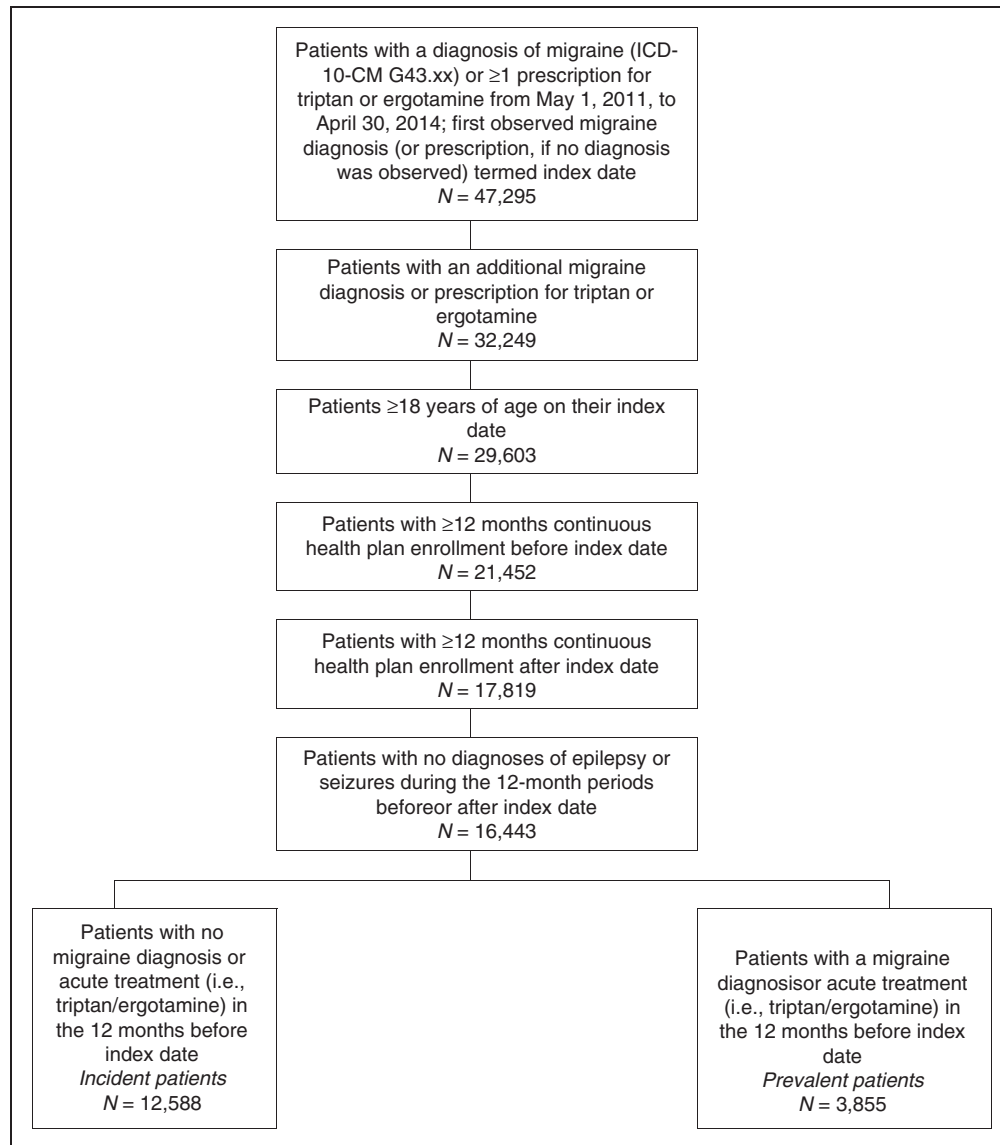 Patients with a diagnosis of migraine (ICD-
10-CM G43.xx) or ≥1 prescription for
triptan or ergotamine from May 1, 2011, to
April 30, 2014; first observed migraine
diagnosis (or prescription, if no diagnosis
was observed) termed index date
N = 47,295
Patients with an additional migraine
diagnosis or prescription for triptan or
ergotamine
N = 32,249
Patients ≥18 years of age on their index
date
N = 29,603
Patients with ≥12 months continuous
health plan enrollment before index date
N = 21,452
Patients with ≥12 months continuous
health plan enrollment after index date
N = 17,819
Patients with no diagnoses of epilepsy or
seizures during the 12-month periods
beforeor after index date
N = 16,443
Patients with no
migraine diagnosis or
acute treatment (i.e.,
triptan/ergotamine) in
the 12 months before
index date
Incident patients
N = 12,588
Patients with a migraine
diagnosisor acute treatment
(i.e., triptan/ergotamine) in
the 12 months before index
date
Prevalent patients
N = 3,855